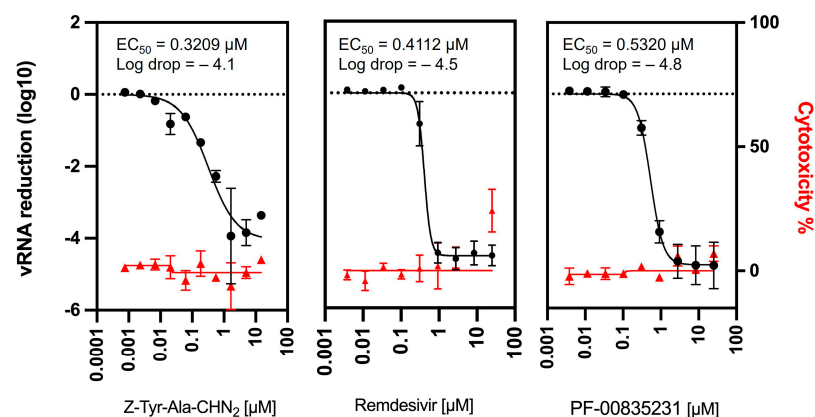 vRNA reduction (log10)
2
0
-2
-4
-6
EC50 = 0.3209 µM
Log drop = – 4.1
0.0001
0.001
0.01
0.1
1
10
100
Z-Tyr-Ala-CHN2 [µM]
EC50 = 0.4112 µM
Log drop = – 4.5
0.001
0.01
0.1
1
10
100
Remdesivir [µM]
EC50 = 0.5320 µM
Log drop = – 4.8
0.001
0.01
0.1
1
10
100
PF-00835231 [µM]
100
50
0
Cytotoxicity %